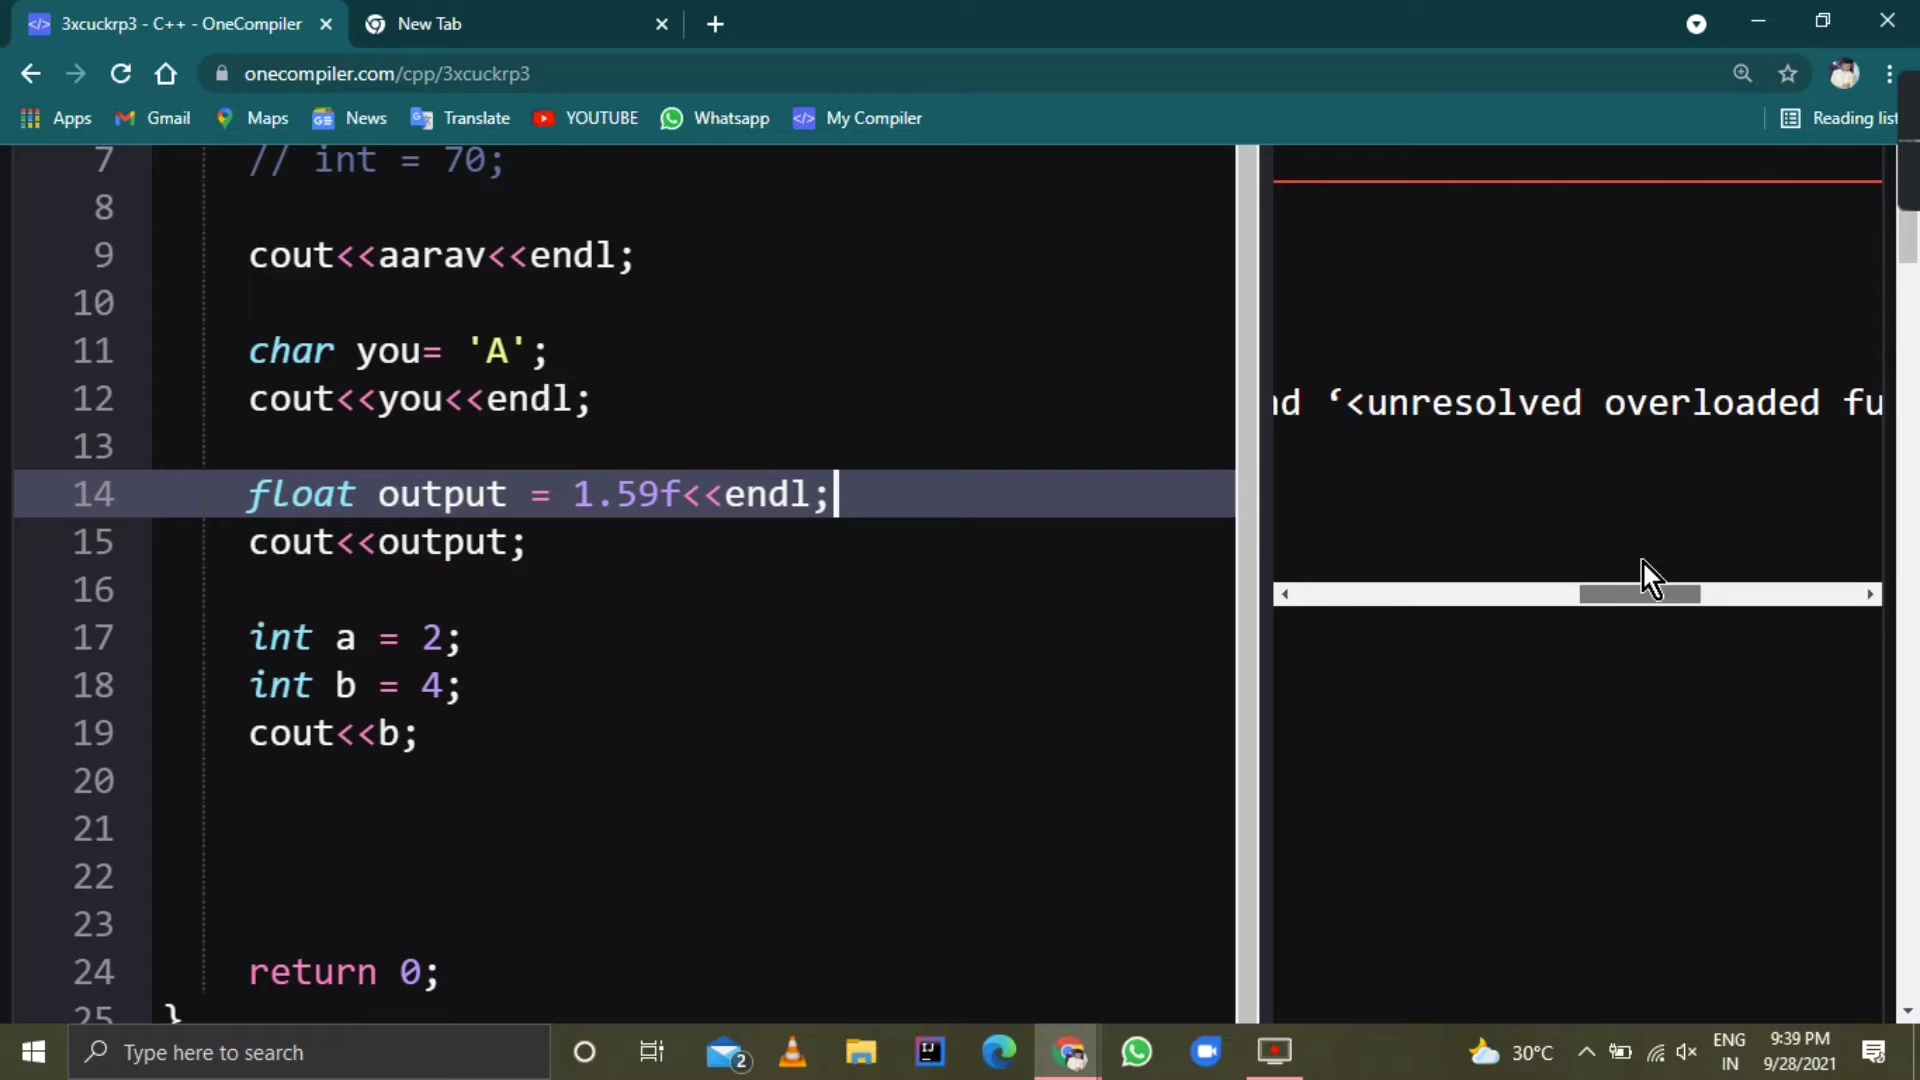 3xcuckrp3 - C++ - OneCompiler
New Tab
onecompiler.com/cpp/3xcuckrp3
Apps Gmail Maps News Translate YOUTUBE Whatsapp My Compiler Reading list
7 // int = 70;
8
9 cout<<aarav<<endl;
10
11 char you= 'A';
12 cout<<you<<endl;
13
14 float output = 1.59f<<endl;
15 cout<<output;
16
17 int a = 2;
18 int b = 4;
19 cout<<b;
20
21
22
23
24 return 0;
25 }
nd ‘<unresolved overloaded fu
Type here to search
2
30°C
ENG
IN
9:39 PM
9/28/2021